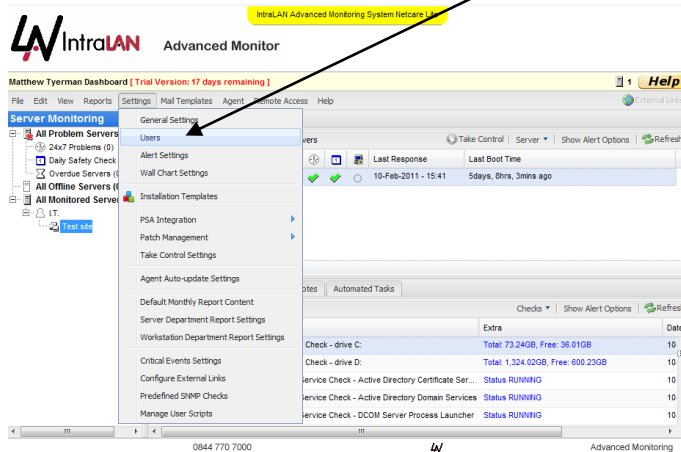 IntraLAN Advanced Monitoring System Netcare Lite
IntraLAN
Advanced Monitor
Matthew Tyerman Dashboard [ Trial Version: 17 days remaining ]
1 Help
File Edit View Reports Settings Mail Templates Agent Remote Access Help
External Link
Server Monitoring
All Problem Servers
24x7 Problems (0)
Daily Safety Check
Overdue Servers (
All Offline Servers (
All Monitored Server
I.T.
Test site
General Settings
Users
Alert Settings
Wall Chart Settings
Installation Templates
PSA Integration
Patch Management
Take Control Settings
Agent Auto-update Settings
Default Monthly Report Content
Server Department Report Settings
Workstation Department Report Settings
Critical Events Settings
Configure External Links
Predefined SNMP Checks
Manage User Scripts
vers
Take Control Server Show Alert Options Refresh
Last Response Last Boot Time
10-Feb-2011 - 15:41 5days, 8hrs, 3mins ago
otes Automated Tasks
Checks Show Alert Options Refres
Extra Date
Check - drive C: Total: 73.24GB, Free: 36.01GB 10
Check - drive D: Total: 1,324.02GB, Free: 600.23GB 10
Service Check - Active Directory Certificate Ser... Status RUNNING 10
Service Check - Active Directory Domain Services Status RUNNING 10
Service Check - DCOM Server Process Launcher Status RUNNING 10
0844 770 7000
Advanced Monitoring